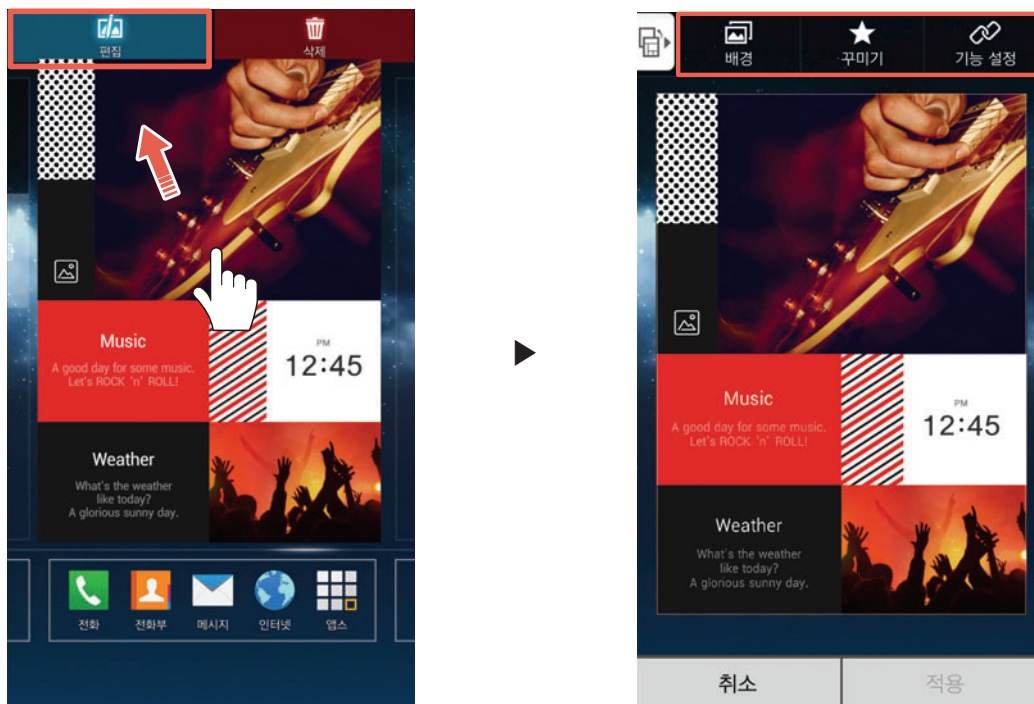 편집
삭제
Music
A good day for some music.
Let's ROCK 'n' ROLL!
PM
12:45
Weather
What's the weather
like today?
A glorious sunny day.
전화
전화부
메시지
인터넷
앱스
배경
꾸미기
기능 설정
Music
A good day for some music.
Let's ROCK 'n' ROLL!
PM
12:45
Weather
What's the weather
like today?
A glorious sunny day.
취소
적용